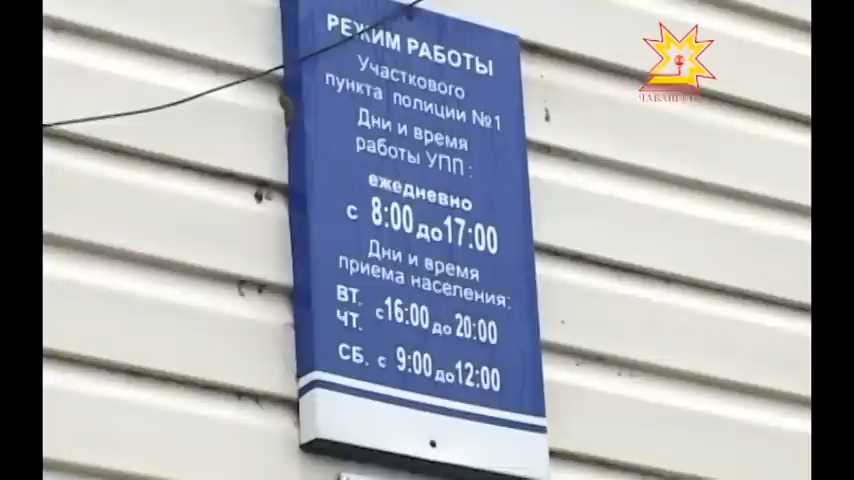 РЕЖИМ РАБОТЫ
Участкового
пункта полиции №1
Дни и время
работы УПП:
ежедневно
с 8:00 до 17:00
Дни и время
приема населения:
ВТ.
ЧТ. с 16:00 до 20:00
СБ. с 9:00 до 12:00